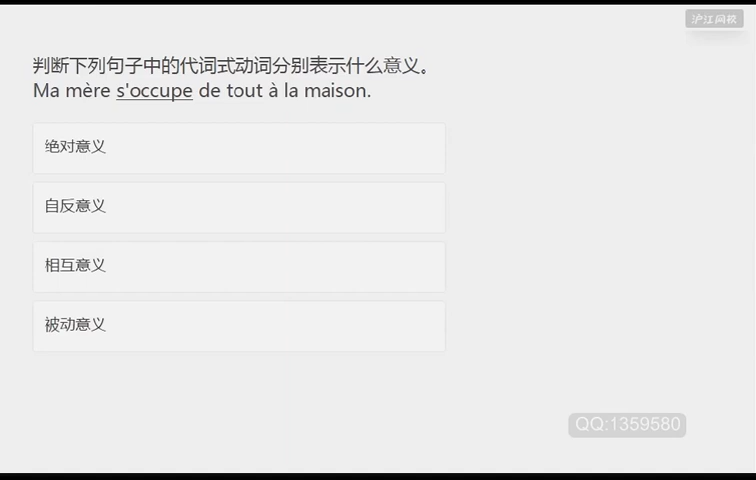 沪江网校
判断下列句子中的代词式动词分别表示什么意义。
Ma mère s'occupe de tout à la maison.
绝对意义
自反意义
相互意义
被动意义
QQ:1359580